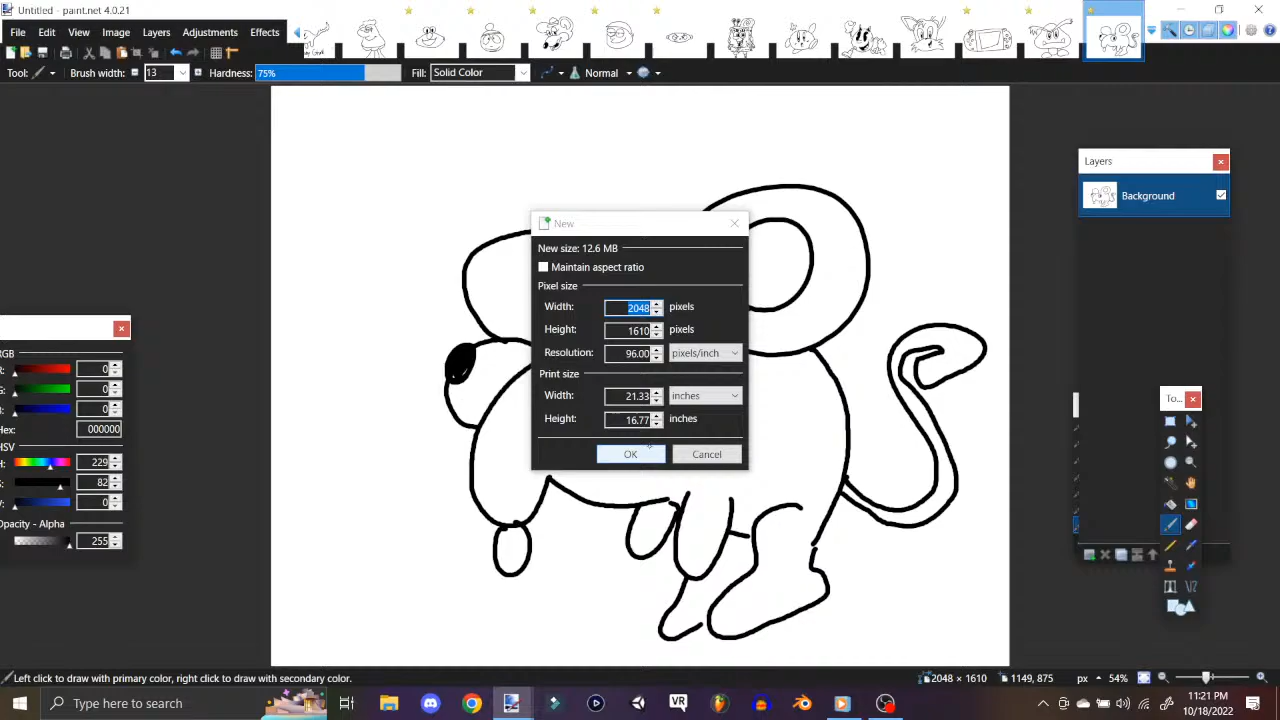 Untitled - paint.net 4.0.21
File Edit View Image Layers Adjustments Effects
Tool: Brush width: 13 Hardness: 75% Fill: Solid Color Normal
Layers
Background
New
New size: 12.6 MB
Maintain aspect ratio
Pixel size
Width: 2048 pixels
Height: 1610 pixels
Resolution: 96.00 pixels/inch
Print size
Width: 21.33 inches
Height: 16.77 inches
OK Cancel
RGB
R: 0
G: 0
B: 0
000000
HSV
H: 229
S: 82
V: 0
Opacity - Alpha
255
To...
Left click to draw with primary color, right click to draw with secondary color. 2048 × 1610 1149, 875 px 54%
Type here to search
VR
11:21 PM
10/18/2022